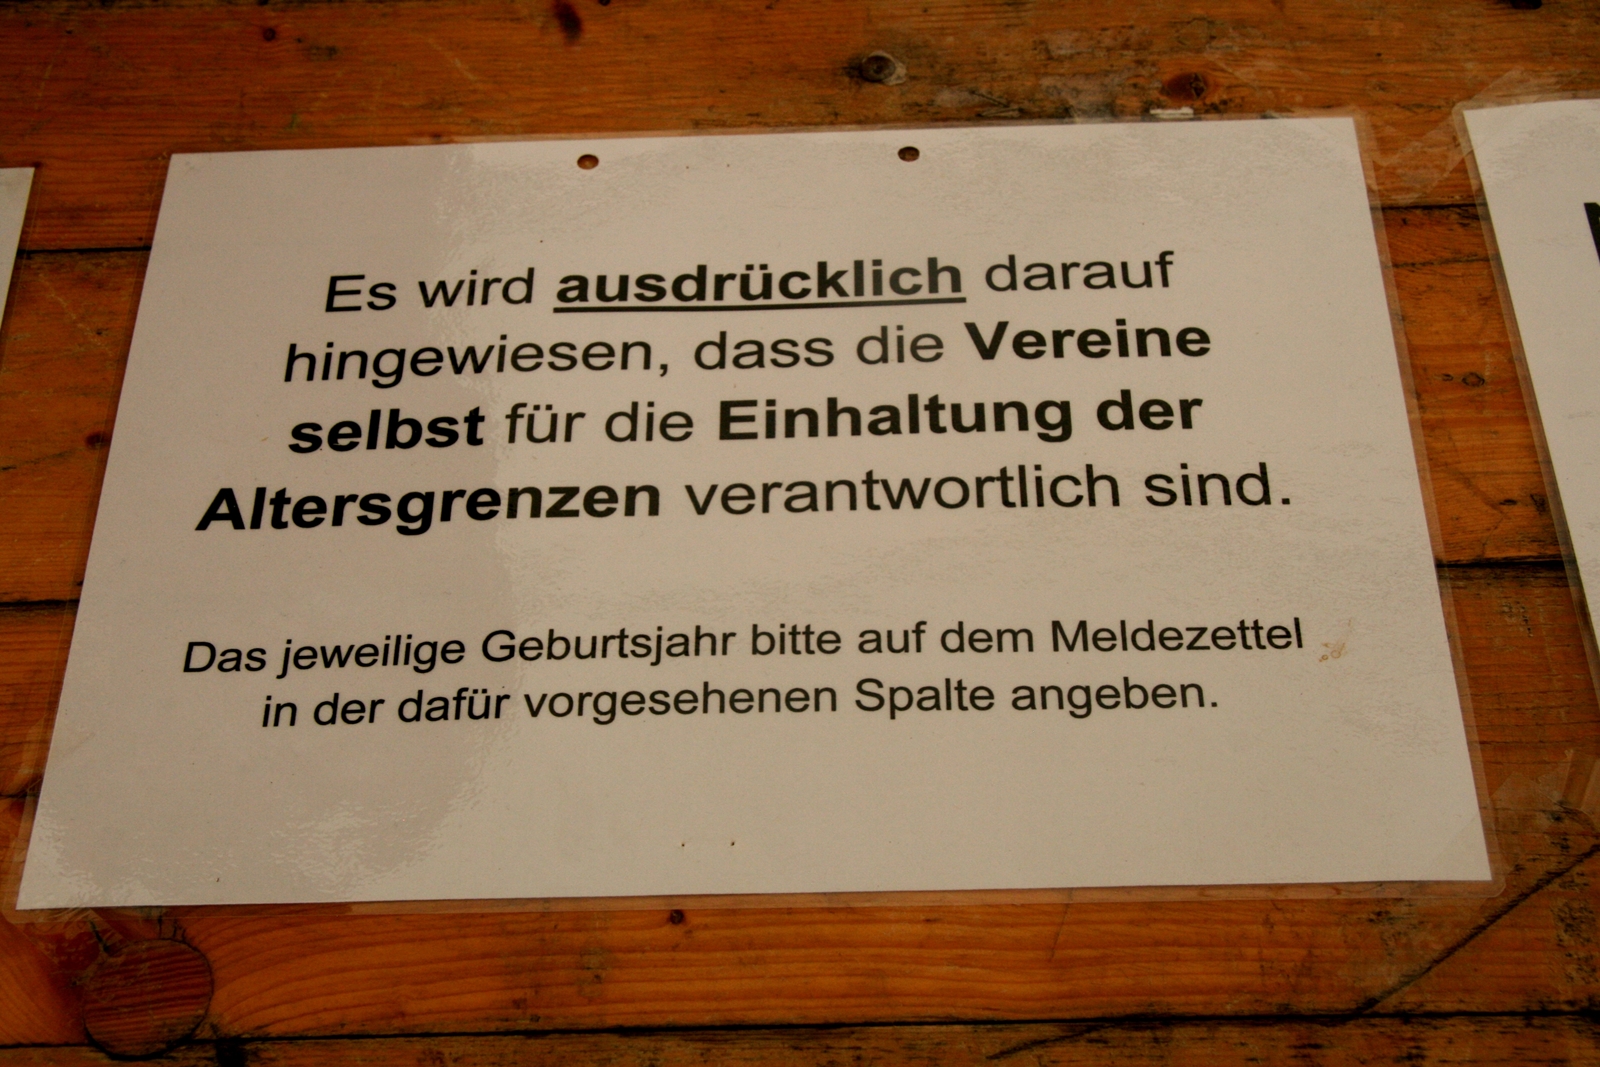 Es wird ausdrücklich darauf
hingewiesen, dass die Vereine
selbst für die Einhaltung der
Altersgrenzen verantwortlich sind.
Das jeweilige Geburtsjahr bitte auf dem Meldezettel
in der dafür vorgesehenen Spalte angeben.